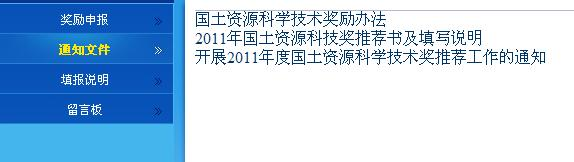 奖励申报
通知文件
填报说明
留言板
国土资源科学技术奖励办法
2011年国土资源科技奖推荐书及填写说明
开展2011年度国土资源科学技术奖推荐工作的通知